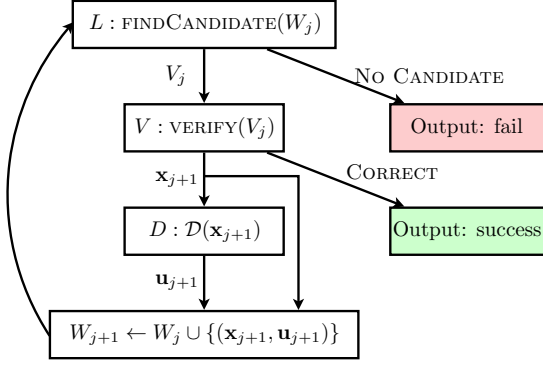 L : FINDCANDIDATE(W_j)
V_j
NO CANDIDATE
V : VERIFY(V_j)
Output: fail
x_{j+1}
CORRECT
D : 𝒟(x_{j+1})
Output: success
u_{j+1}
W_{j+1} ← W_j ∪ {(x_{j+1}, u_{j+1})}